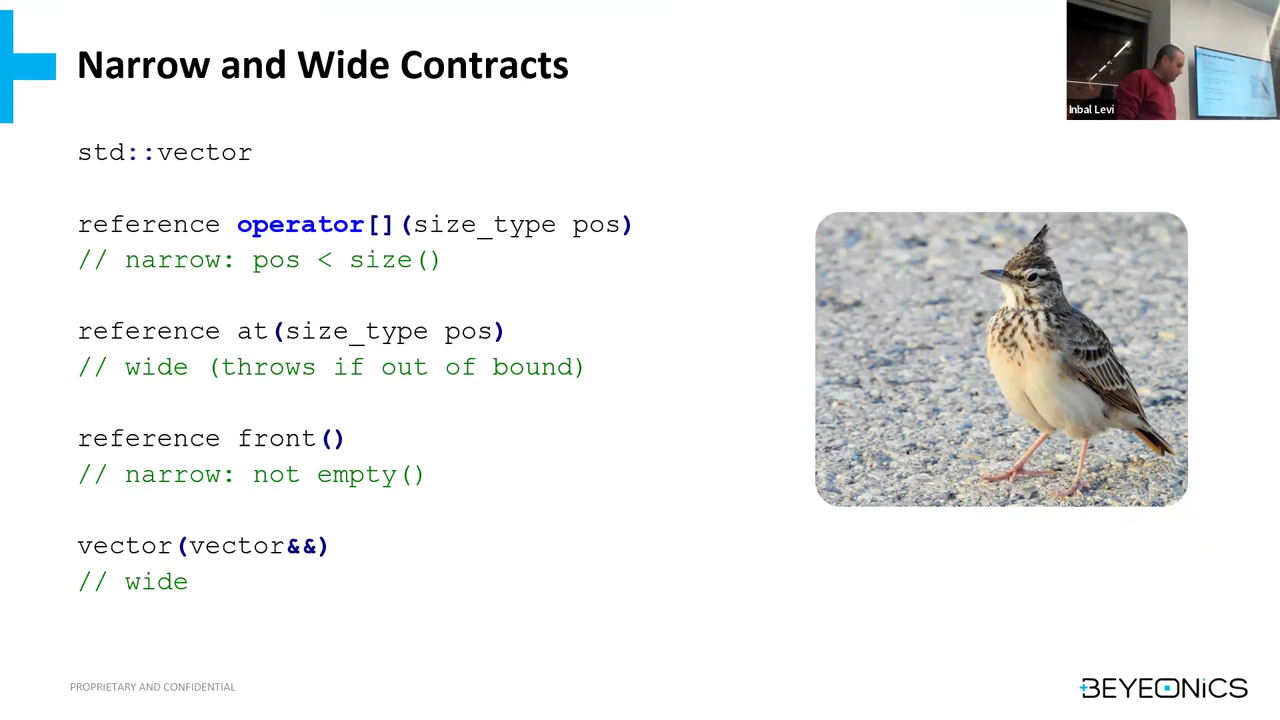 Narrow and Wide Contracts
Inbal Levi
std::vector
reference operator[](size_type pos)
// narrow: pos < size()
reference at(size_type pos)
// wide (throws if out of bound)
reference front()
// narrow: not empty()
vector(vector&&)
// wide
PROPRIETARY AND CONFIDENTIAL
BEYEONiCS